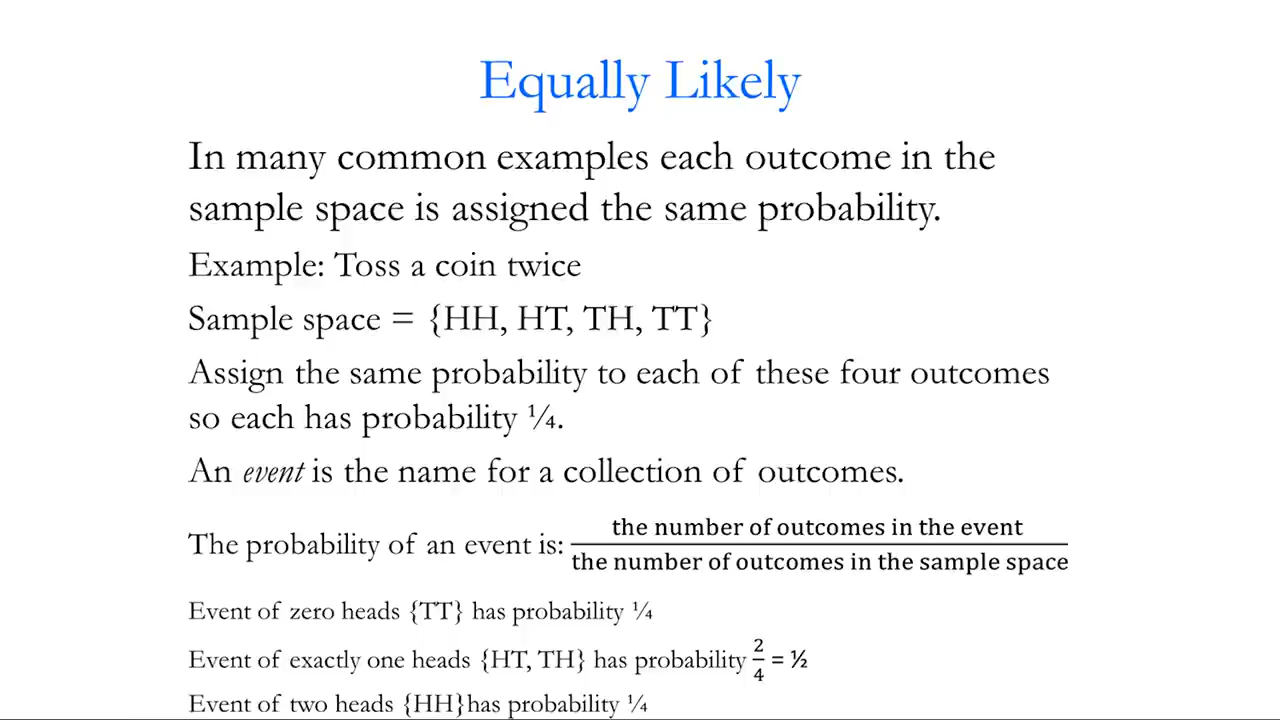 Equally Likely
In many common examples each outcome in the
sample space is assigned the same probability.
Example: Toss a coin twice
Sample space = {HH, HT, TH, TT}
Assign the same probability to each of these four outcomes
so each has probability ¼.
An event is the name for a collection of outcomes.
The probability of an event is: the number of outcomes in the event
the number of outcomes in the sample space
Event of zero heads {TT} has probability ¼
Event of exactly one heads {HT, TH} has probability 2/4 = ½
Event of two heads {HH}has probability ¼